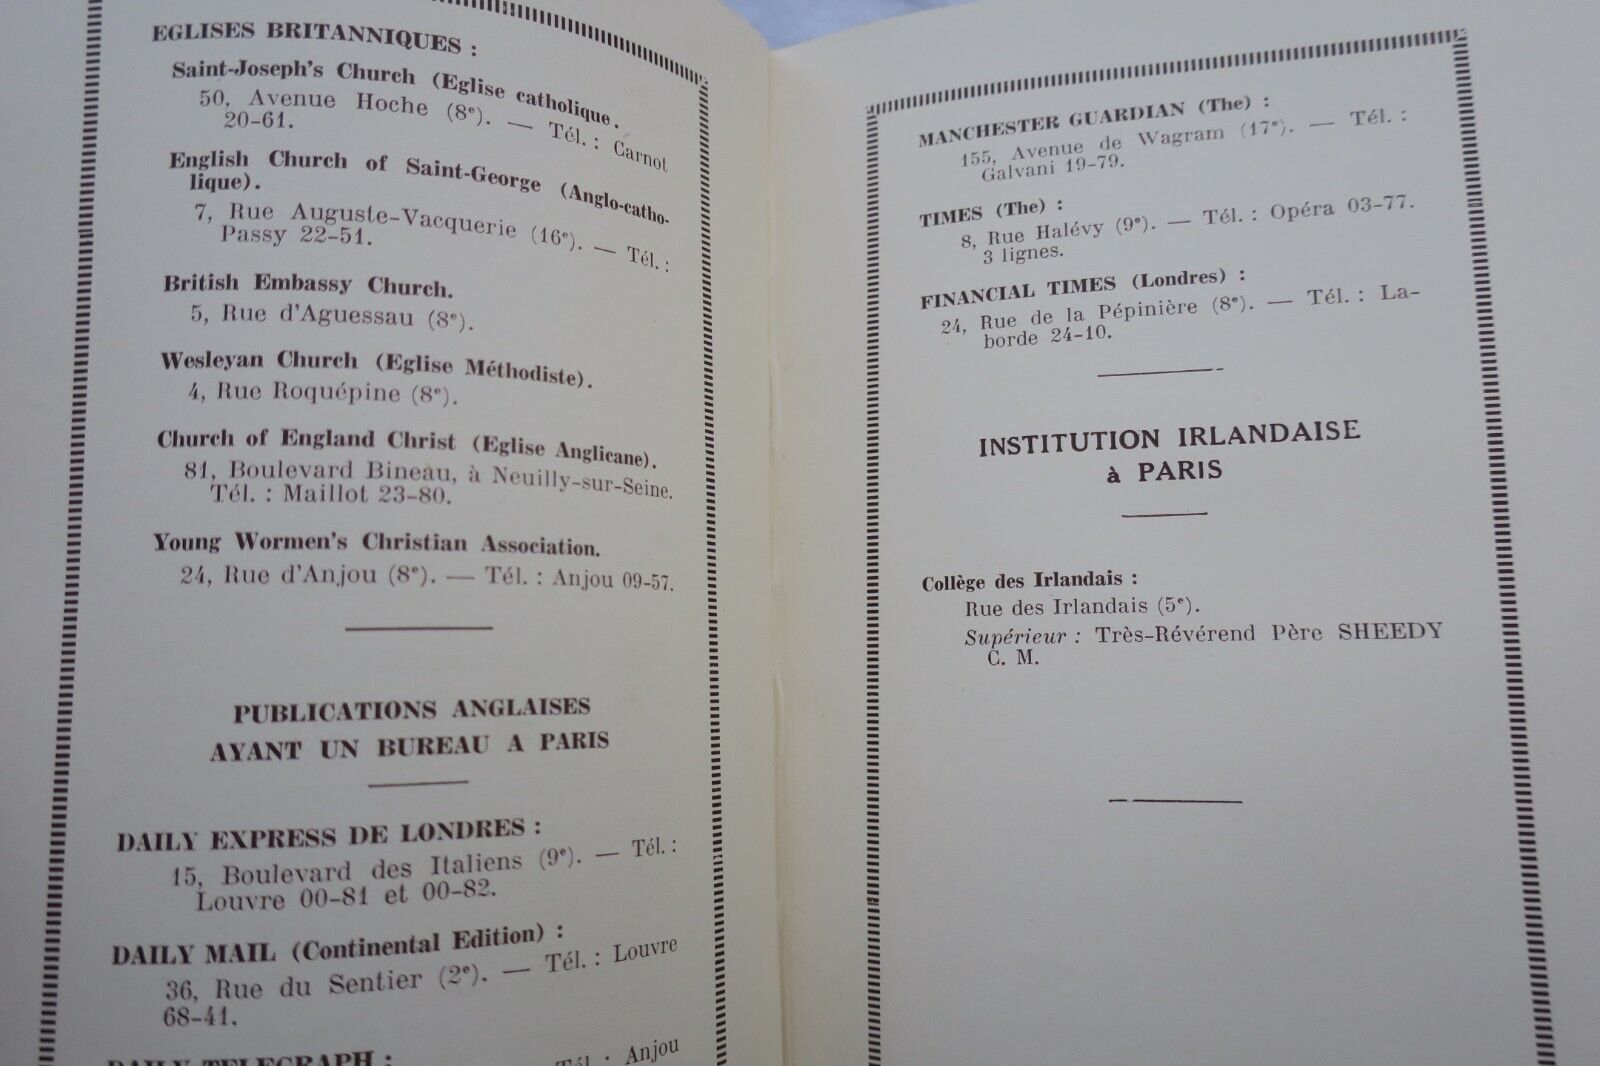 EGLISES BRITANNIQUES :
Saint-Joseph's Church (Eglise catholique.
50, Avenue Hoche (8e). — Tél. : Carnot
20-61.
English Church of Saint-George (Anglo-catho-
lique).
7, Rue Auguste-Vacquerie (16e). — Tél. :
Passy 22-51.
British Embassy Church.
5, Rue d'Aguessau (8e).
Wesleyan Church (Eglise Méthodiste).
4, Rue Roquépine (8e).
Church of England Christ (Eglise Anglicane).
81, Boulevard Bineau, à Neuilly-sur-Seine.
Tél. : Maillot 23-80.
Young Wormen's Christian Association.
24, Rue d'Anjou (8e). — Tél. : Anjou 09-57.
PUBLICATIONS ANGLAISES
AYANT UN BUREAU A PARIS
DAILY EXPRESS DE LONDRES :
15, Boulevard des Italiens (9e). — Tél. :
Louvre 00-81 et 00-82.
DAILY MAIL (Continental Edition) :
36, Rue du Sentier (2e). — Tél. : Louvre
68-41.
DAILY TELEGRAPH :
Tél. : Anjou
MANCHESTER GUARDIAN (The) :
155, Avenue de Wagram (17e). — Tél. :
Galvani 19-79.
TIMES (The) :
8, Rue Halévy (9e). — Tél. : Opéra 03-77.
3 lignes.
FINANCIAL TIMES (Londres) :
24, Rue de la Pépinière (8e). — Tél. : La-
borde 24-10.
INSTITUTION IRLANDAISE
à PARIS
Collège des Irlandais :
Rue des Irlandais (5e).
Supérieur : Très-Révérend Père SHEEDY
C. M.